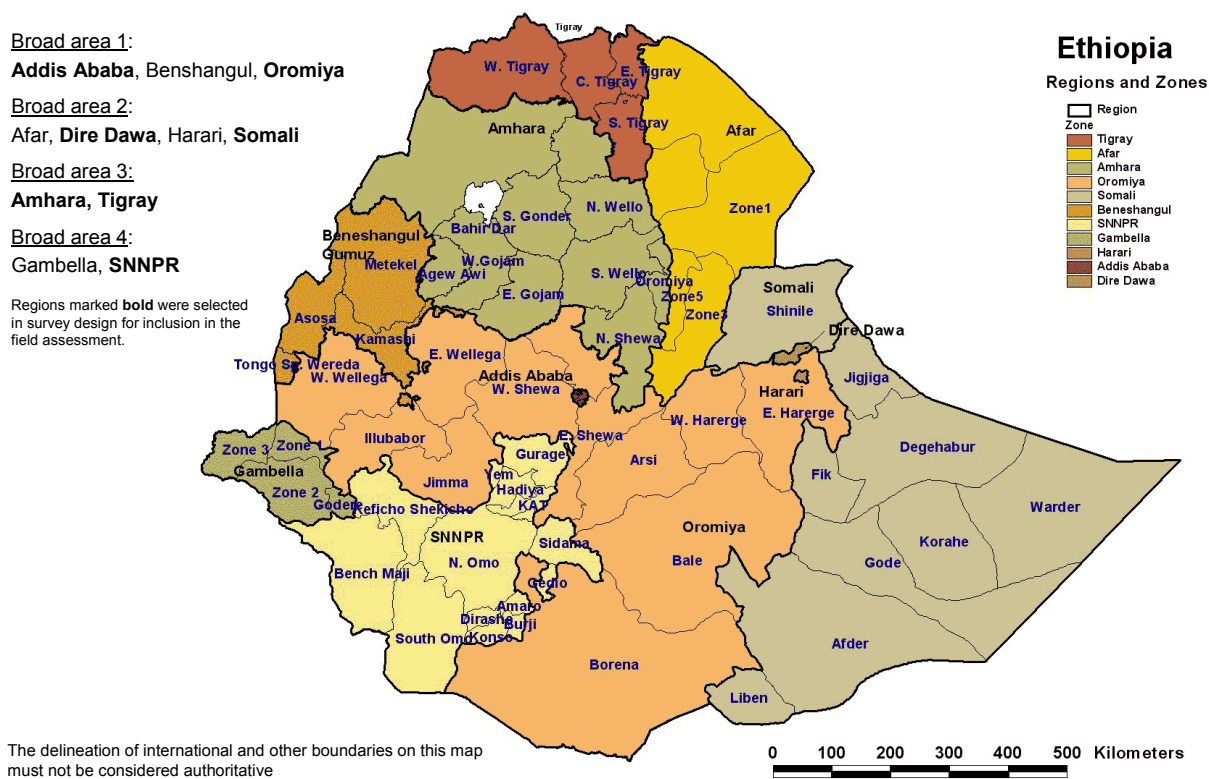 Broad area 1:
Addis Ababa, Benshangul, Oromiya
Broad area 2:
Afar, Dire Dawa, Harari, Somali
Broad area 3:
Amhara, Tigray
Broad area 4:
Gambella, SNNPR
Regions marked bold were selected
in survey design for inclusion in the
field assessment.
Ethiopia
Regions and Zones
Region
Zone
Tigray
Afar
Amhara
Oromiya
Somali
Beneshangul
SNNPR
Gambella
Harari
Addis Ababa
Dire Dawa
Tigray
W. Tigray
C. Tigray
E. Tigray
S. Tigray
Amhara
Afar
Zone1
N. Wello
S. Gonder
Bahir Dar
Beneshangul
Gumuz
Metekel
W.Gojam
Agew Awi
S. Wello
Oromiya
Zone5
E. Gojam
Zone3
Somali
Shinile
Asosa
Kamashi
N. Shewa
Dire Dawa
E. Wellega
Tongo Sp. Wereda
W. Wellega
Addis Ababa
W. Shewa
Jigjiga
Harari
E. Harerge
W. Harerge
E. Shewa
Illubabor
Zone 1
Zone 3
Gambella
Zone 2
Godere
Gurage
Yem
Hadiya
KAT
Arsi
Jimma
Fik
Degehabur
Warder
Keficho Shekicho
SNNPR
Oromiya
Sidama
Korahe
Bench Maji
N. Omo
Bale
Gode
Gedio
Amaro
Dirashe
Burji
Konso
South Omo
Afder
Borena
Liben
The delineation of international and other boundaries on this map
must not be considered authoritative
0 100 200 300 400 500 Kilometers